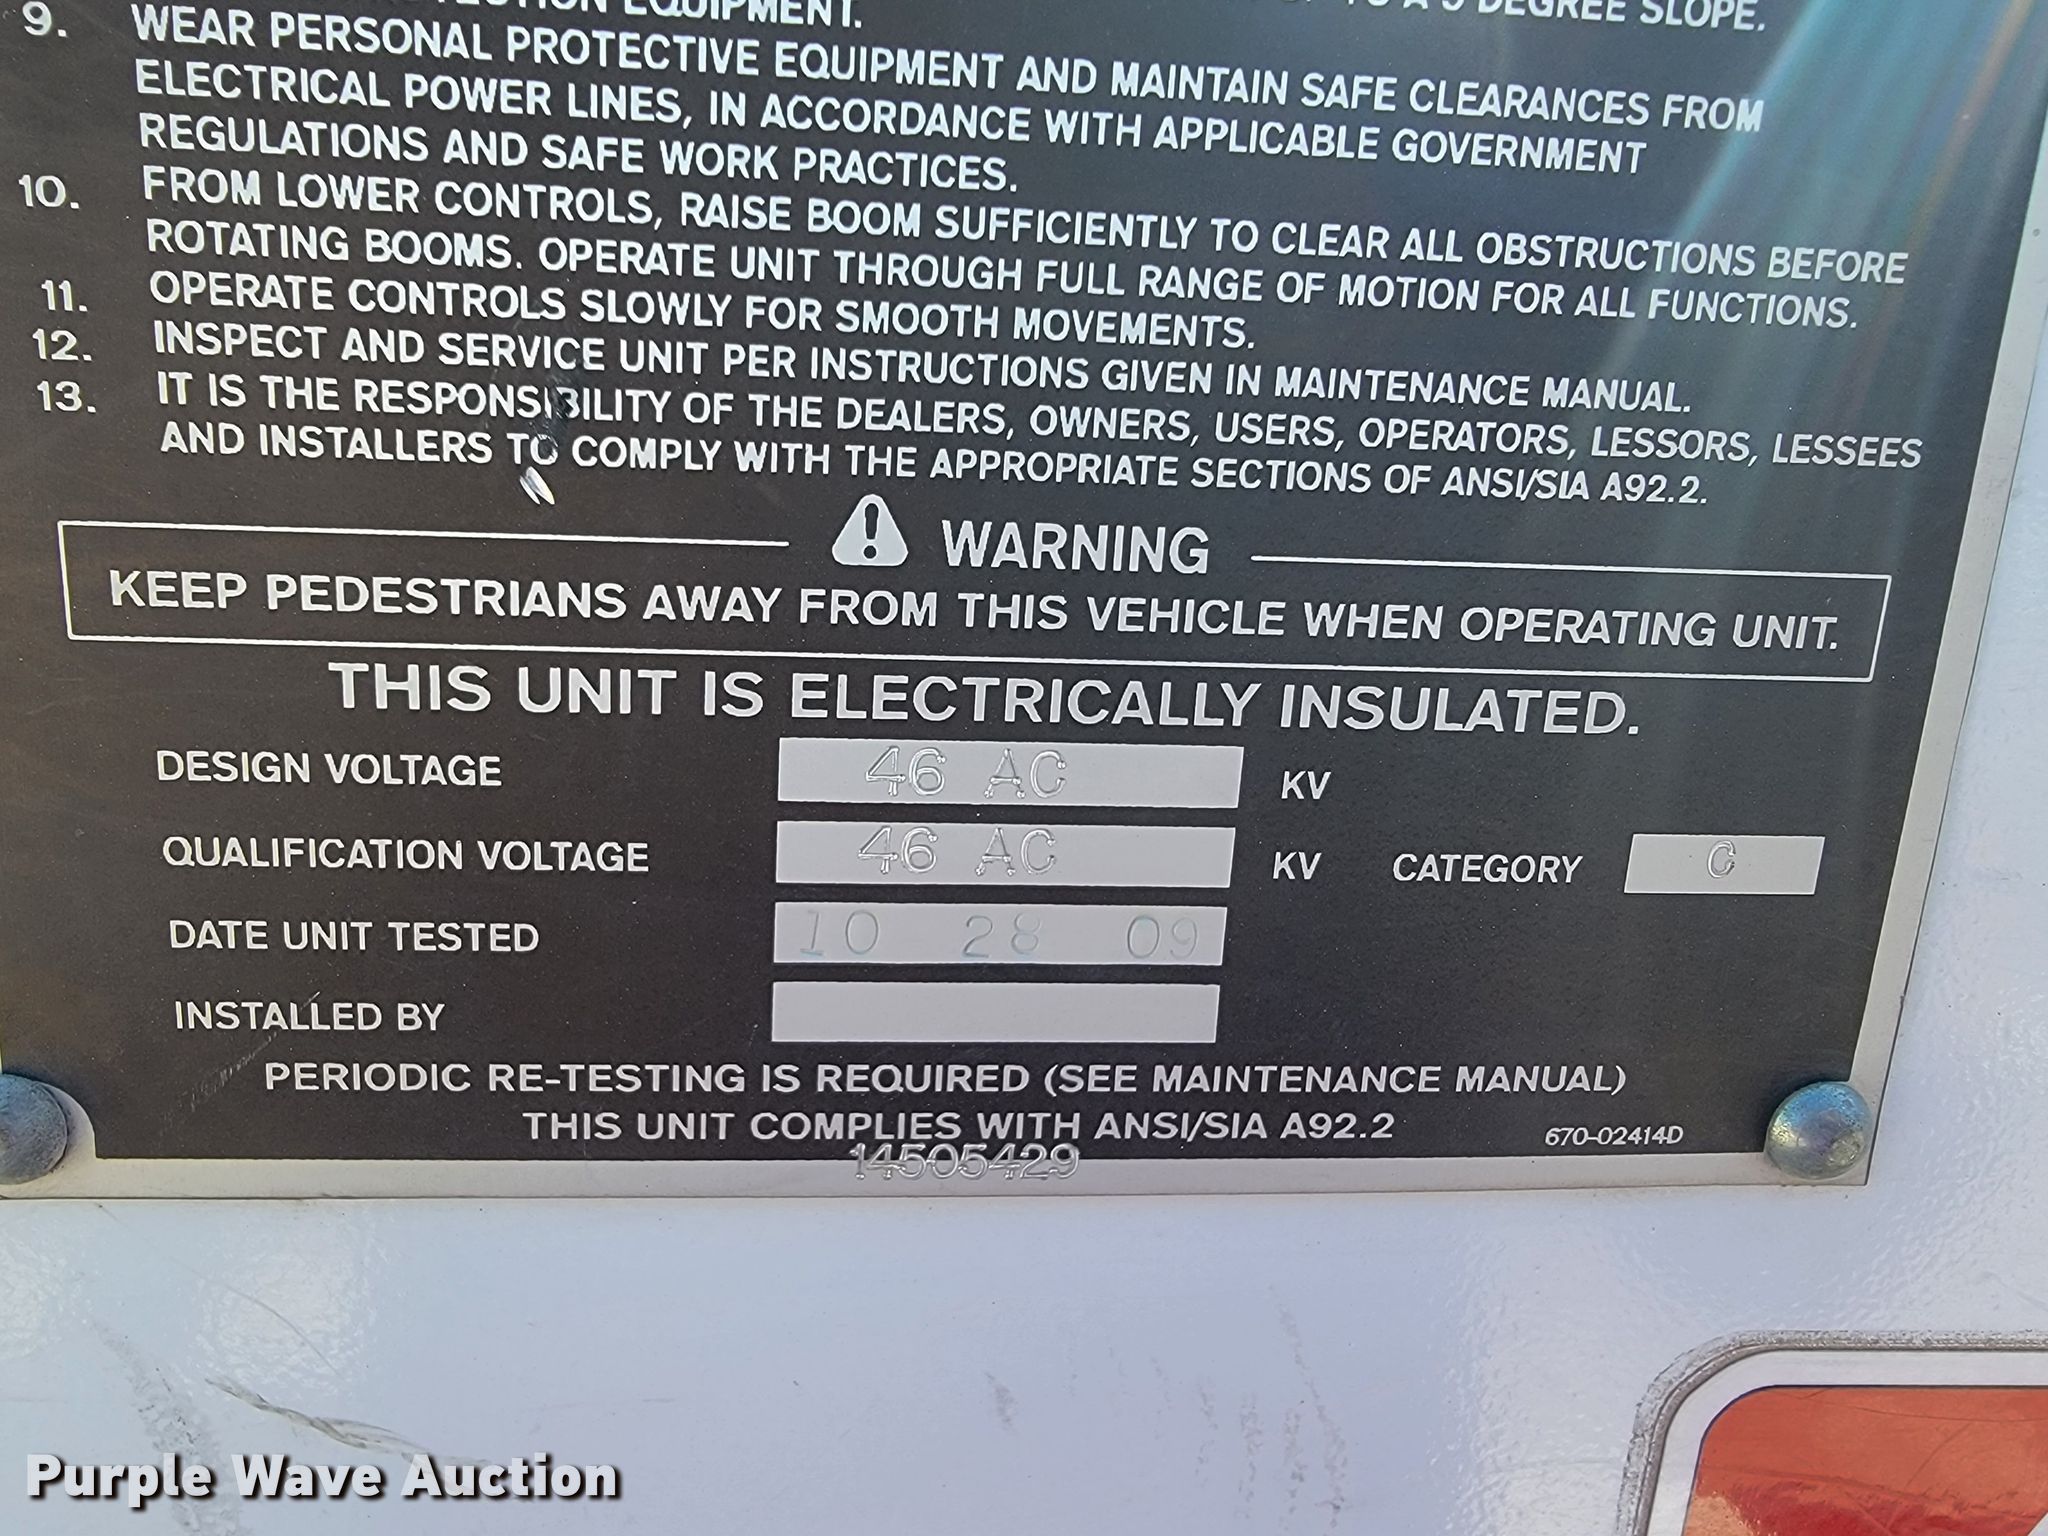 EQUIPMENT.
DEGREE SLOPE.
9. WEAR PERSONAL PROTECTIVE EQUIPMENT AND MAINTAIN SAFE CLEARANCES FROM
ELECTRICAL POWER LINES, IN ACCORDANCE WITH APPLICABLE GOVERNMENT
REGULATIONS AND SAFE WORK PRACTICES.
10. FROM LOWER CONTROLS, RAISE BOOM SUFFICIENTLY TO CLEAR ALL OBSTRUCTIONS BEFORE
ROTATING BOOMS. OPERATE UNIT THROUGH FULL RANGE OF MOTION FOR ALL FUNCTIONS.
11. OPERATE CONTROLS SLOWLY FOR SMOOTH MOVEMENTS.
12. INSPECT AND SERVICE UNIT PER INSTRUCTIONS GIVEN IN MAINTENANCE MANUAL.
13. IT IS THE RESPONSIBILITY OF THE DEALERS, OWNERS, USERS, OPERATORS, LESSORS, LESSEES
AND INSTALLERS TO COMPLY WITH THE APPROPRIATE SECTIONS OF ANSI/SIA A92.2.
WARNING
KEEP PEDESTRIANS AWAY FROM THIS VEHICLE WHEN OPERATING UNIT.
THIS UNIT IS ELECTRICALLY INSULATED.
DESIGN VOLTAGE 46 AC KV
QUALIFICATION VOLTAGE 46 AC KV CATEGORY C
DATE UNIT TESTED 10 28 09
INSTALLED BY
PERIODIC RE-TESTING IS REQUIRED (SEE MAINTENANCE MANUAL)
THIS UNIT COMPLIES WITH ANSI/SIA A92.2 670-02414D
14505429
Purple Wave Auction